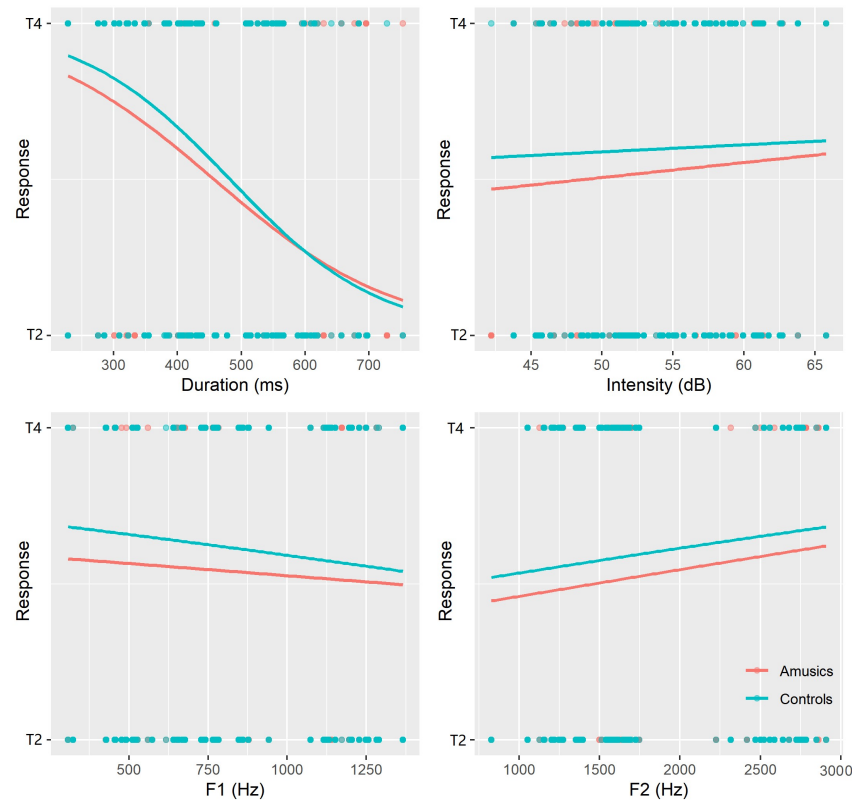 T4
Response
T2
300 400 500 600 700
Duration (ms)
T4
Response
T2
45 50 55 60 65
Intensity (dB)
T4
Response
T2
500 750 1000 1250
F1 (Hz)
T4
Response
Amusics
Controls
T2
1000 1500 2000 2500 3000
F2 (Hz)